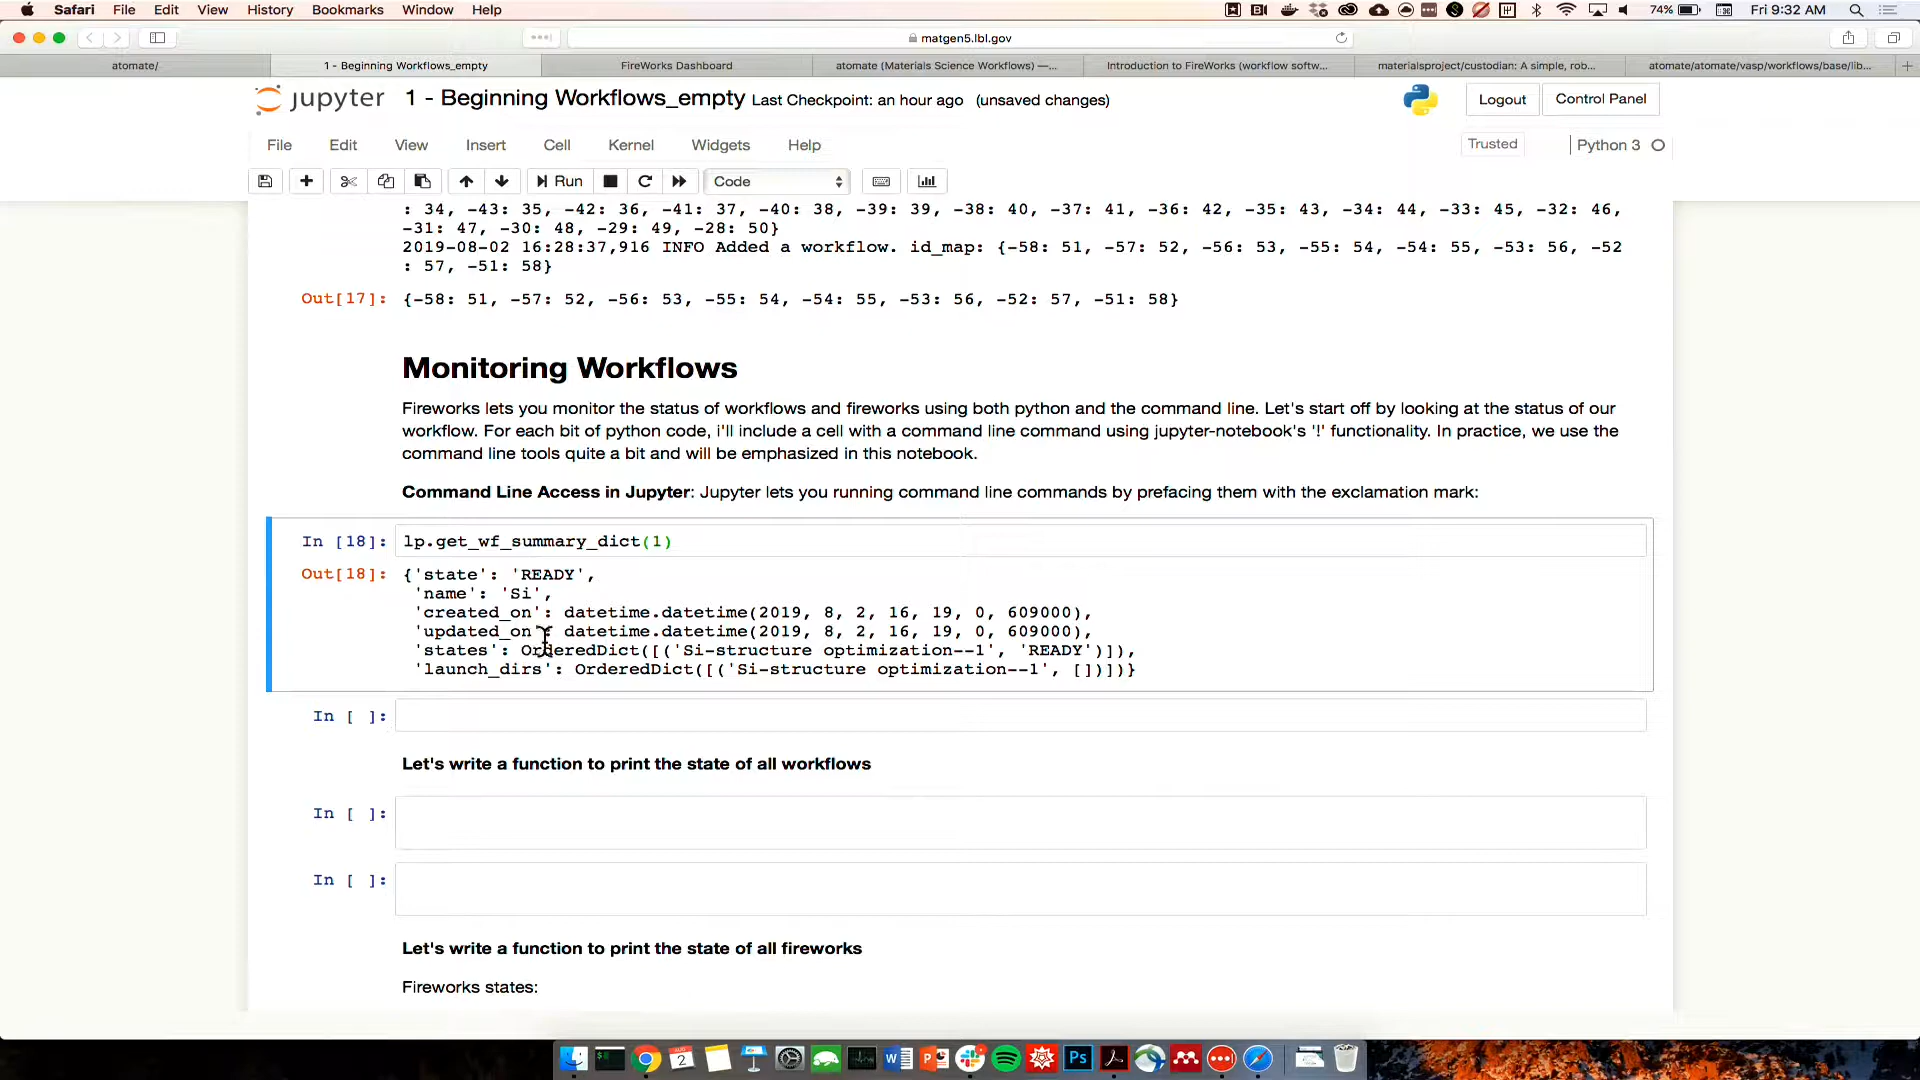 Safari File Edit View History Bookmarks Window Help 74% Fri 9:32 AM
matgen5.lbl.gov
atomate/ 1 - Beginning Workflows_empty FireWorks Dashboard atomate (Materials Science Workflows) —... Introduction to FireWorks (workflow softw... materialsproject/custodian: A simple, rob... atomate/atomate/vasp/workflows/base/lib...
jupyter 1 - Beginning Workflows_empty Last Checkpoint: an hour ago (unsaved changes) Logout Control Panel
File Edit View Insert Cell Kernel Widgets Help Trusted Python 3
Run Code
: 34, -43: 35, -42: 36, -41: 37, -40: 38, -39: 39, -38: 40, -37: 41, -36: 42, -35: 43, -34: 44, -33: 45, -32: 46,
-31: 47, -30: 48, -29: 49, -28: 50}
2019-08-02 16:28:37,916 INFO Added a workflow. id_map: {-58: 51, -57: 52, -56: 53, -55: 54, -54: 55, -53: 56, -52
: 57, -51: 58}
Out[17]: {-58: 51, -57: 52, -56: 53, -55: 54, -54: 55, -53: 56, -52: 57, -51: 58}
Monitoring Workflows
Fireworks lets you monitor the status of workflows and fireworks using both python and the command line. Let's start off by looking at the status of our
workflow. For each bit of python code, i'll include a cell with a command line command using jupyter-notebook's '!' functionality. In practice, we use the
command line tools quite a bit and will be emphasized in this notebook.
Command Line Access in Jupyter: Jupyter lets you running command line commands by prefacing them with the exclamation mark:
In [18]: lp.get_wf_summary_dict(1)
Out[18]: {'state': 'READY',
'name': 'Si',
'created_on': datetime.datetime(2019, 8, 2, 16, 19, 0, 609000),
'updated_on': datetime.datetime(2019, 8, 2, 16, 19, 0, 609000),
'states': OrderedDict([('Si-structure optimization--1', 'READY')]),
'launch_dirs': OrderedDict([('Si-structure optimization--1', [])])}
In [ ]:
Let's write a function to print the state of all workflows
In [ ]:
In [ ]:
Let's write a function to print the state of all fireworks
Fireworks states: